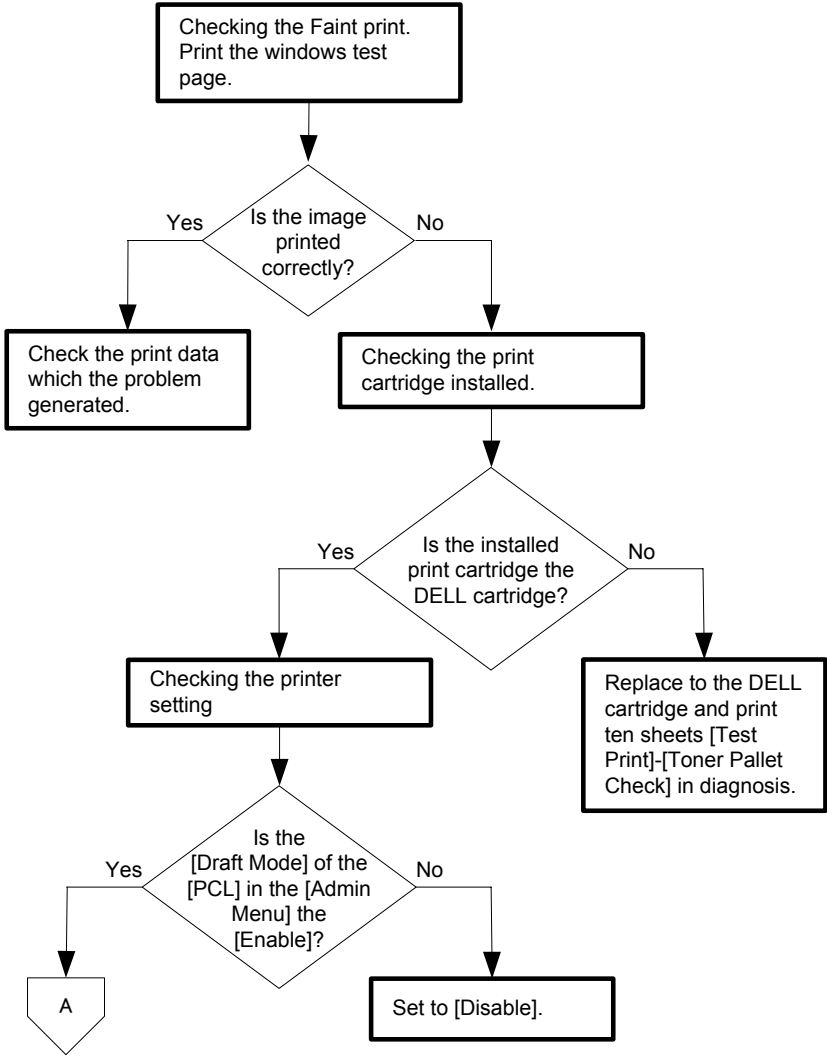 Checking the Faint print.
Print the windows test
page.
Yes
Is the image
printed
correctly?
No
Check the print data
which the problem
generated.
Checking the print
cartridge installed.
Yes
Is the installed
print cartridge the
DELL cartridge?
No
Checking the printer
setting
Replace to the DELL
cartridge and print
ten sheets [Test
Print]-[Toner Pallet
Check] in diagnosis.
Yes
Is the
[Draft Mode] of the
[PCL] in the [Admin
Menu] the
[Enable]?
No
A
Set to [Disable].